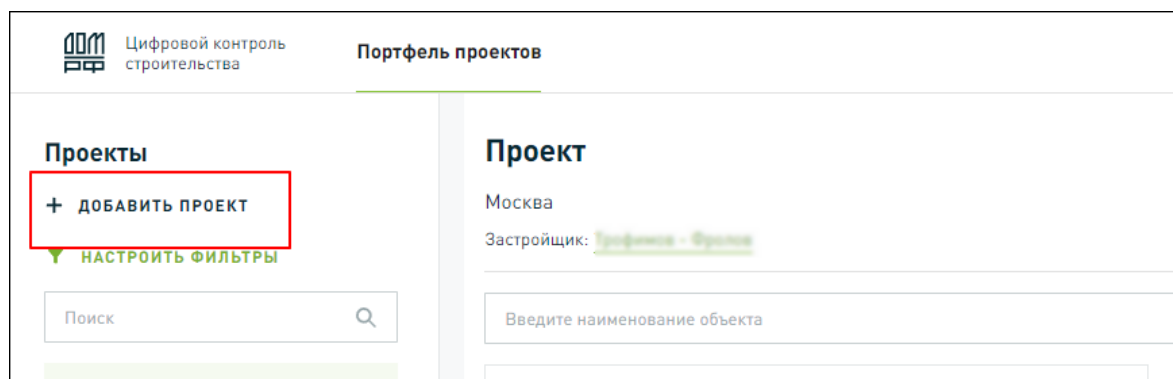 ДОМ
РФ
Цифровой контроль
строительства
Портфель проектов
Проекты
+ ДОБАВИТЬ ПРОЕКТ
НАСТРОИТЬ ФИЛЬТРЫ
Поиск
Проект
Москва
Застройщик:
Введите наименование объекта